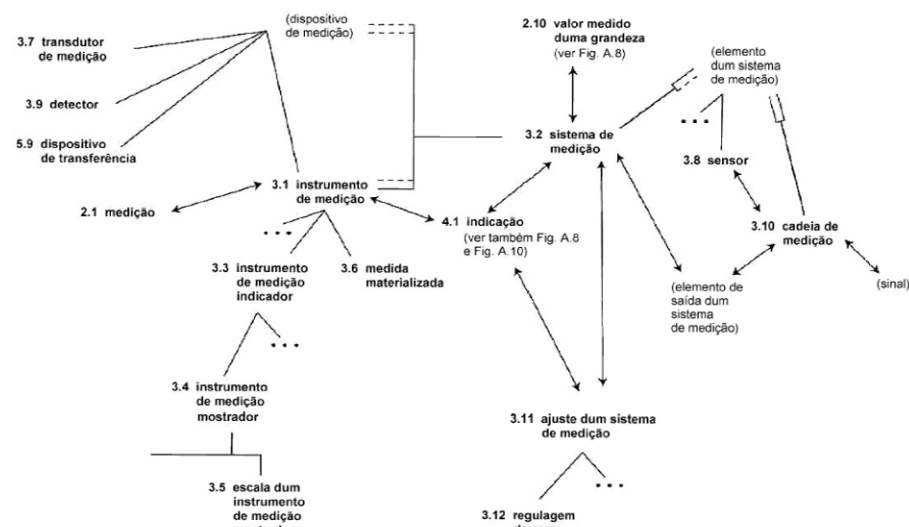 (dispositivo
de medição)
3.7 transdutor
de medição
3.9 detector
5.9 dispositivo
de transferência
2.10 valor medido
duma grandeza
(ver Fig. A.8)
(elemento
dum sistema
de medição)
3.2 sistema de
medição
3.8 sensor
3.1 instrumento
de medição
2.1 medição
4.1 indicação
(ver também Fig. A.8
e Fig. A.10)
3.10 cadeia de
medição
(sinal)
3.3 instrumento
de medição
indicador
3.6 medida
materializada
(elemento de
saída dum
sistema
de medição)
3.4 instrumento
de medição
mostrador
3.11 ajuste dum sistema
de medição
3.5 escala dum
instrumento
de medição
3.12 regulagem